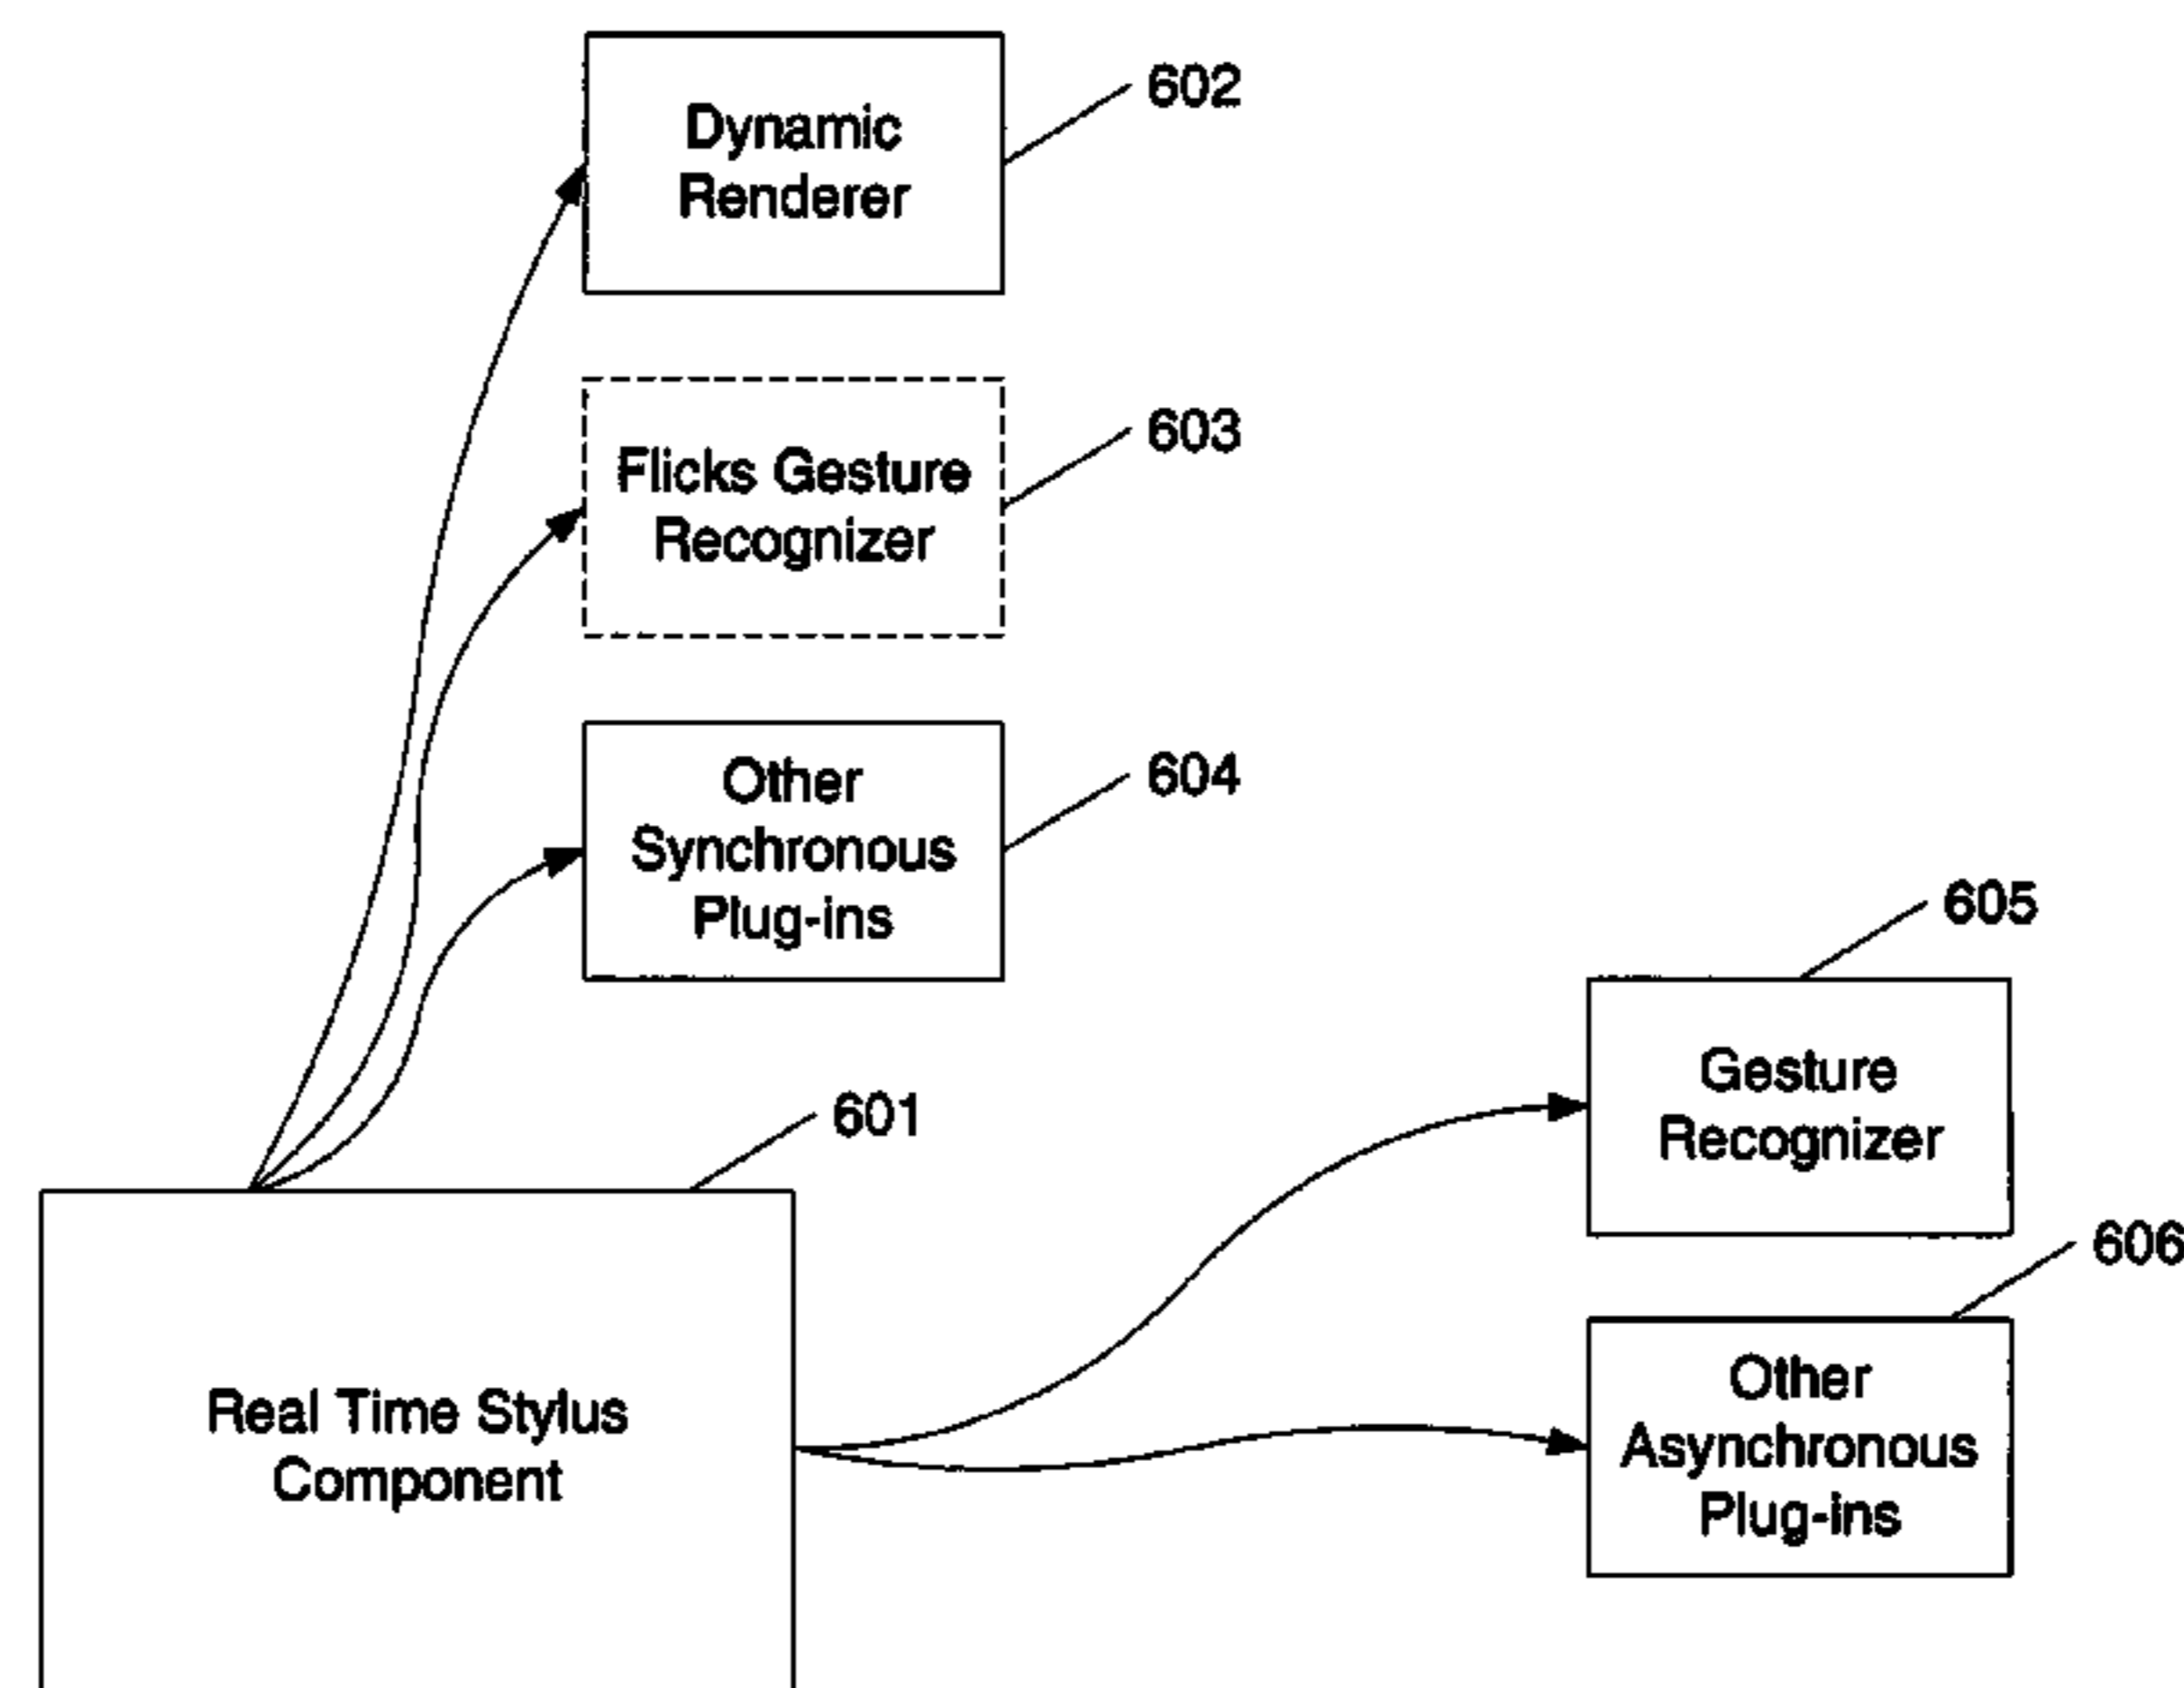 Dynamic
Renderer
602
Flicks Gesture
Recognizer
603
Other
Synchronous
Plug-ins
604
605
Gesture
Recognizer
601
606
Real Time Stylus
Component
Other
Asynchronous
Plug-ins